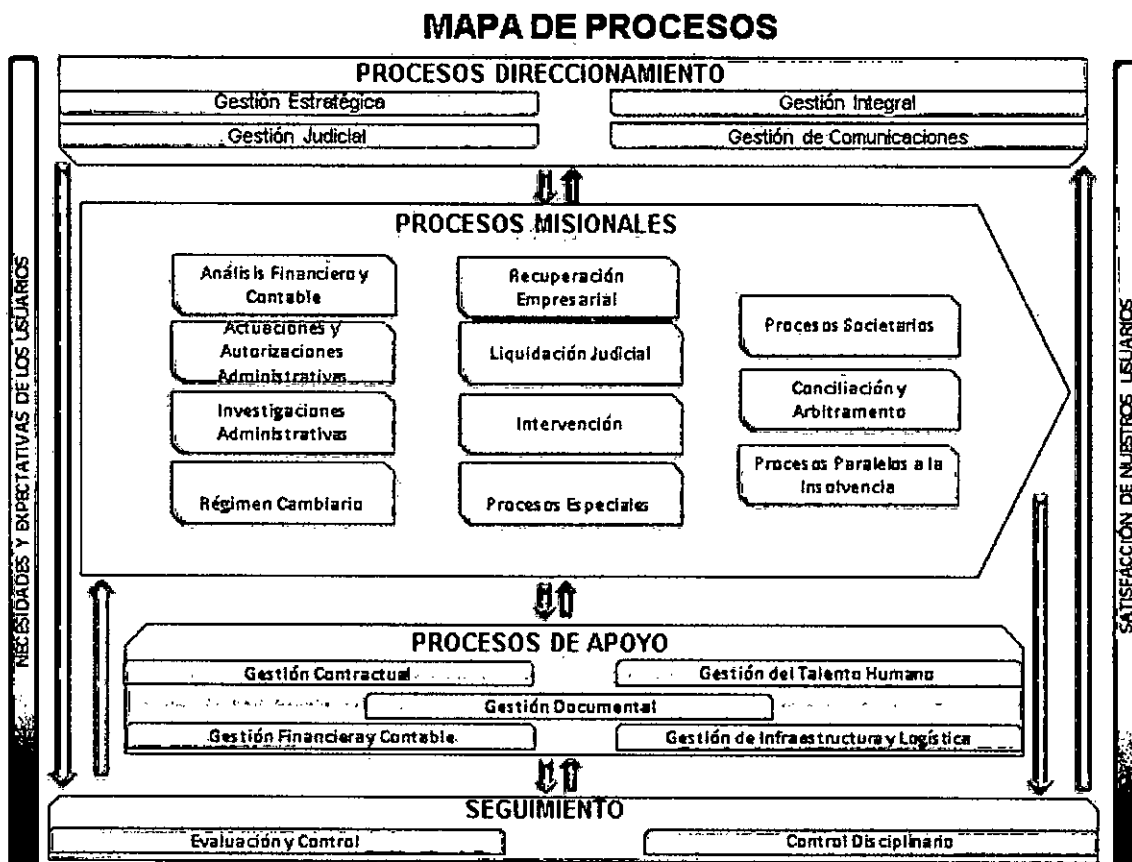 MAPA DE PROCESOS
NECESIDADES Y EXPECTATIVAS DE LOS USUARIOS
PROCESOS DIRECCIONAMIENTO
Gestión Estratégica
Gestión Integral
Gestión Judicial
Gestión de Comunicaciones
PROCESOS MISIONALES
Análisis Financiero y
Contable
Actuaciones y
Autorizaciones
Administrativas
Investigaciones
Administrativas
Régimen Cambiario
Recuperación
Empresarial
Liquidación Judicial
Intervención
Procesos Especiales
Procesos Societarios
Conciliación y
Arbitramento
Procesos Paralelos a la
Insolvencia
PROCESOS DE APOYO
Gestión Contractual
Gestión del Talento Humano
Gestión Documental
Gestión Financiera y Contable
Gestión de Infraestructura y Logística
SEGUIMIENTO
Evaluación y Control
Control Disciplinario
SATISFACCIÓN DE NUESTROS USUARIOS